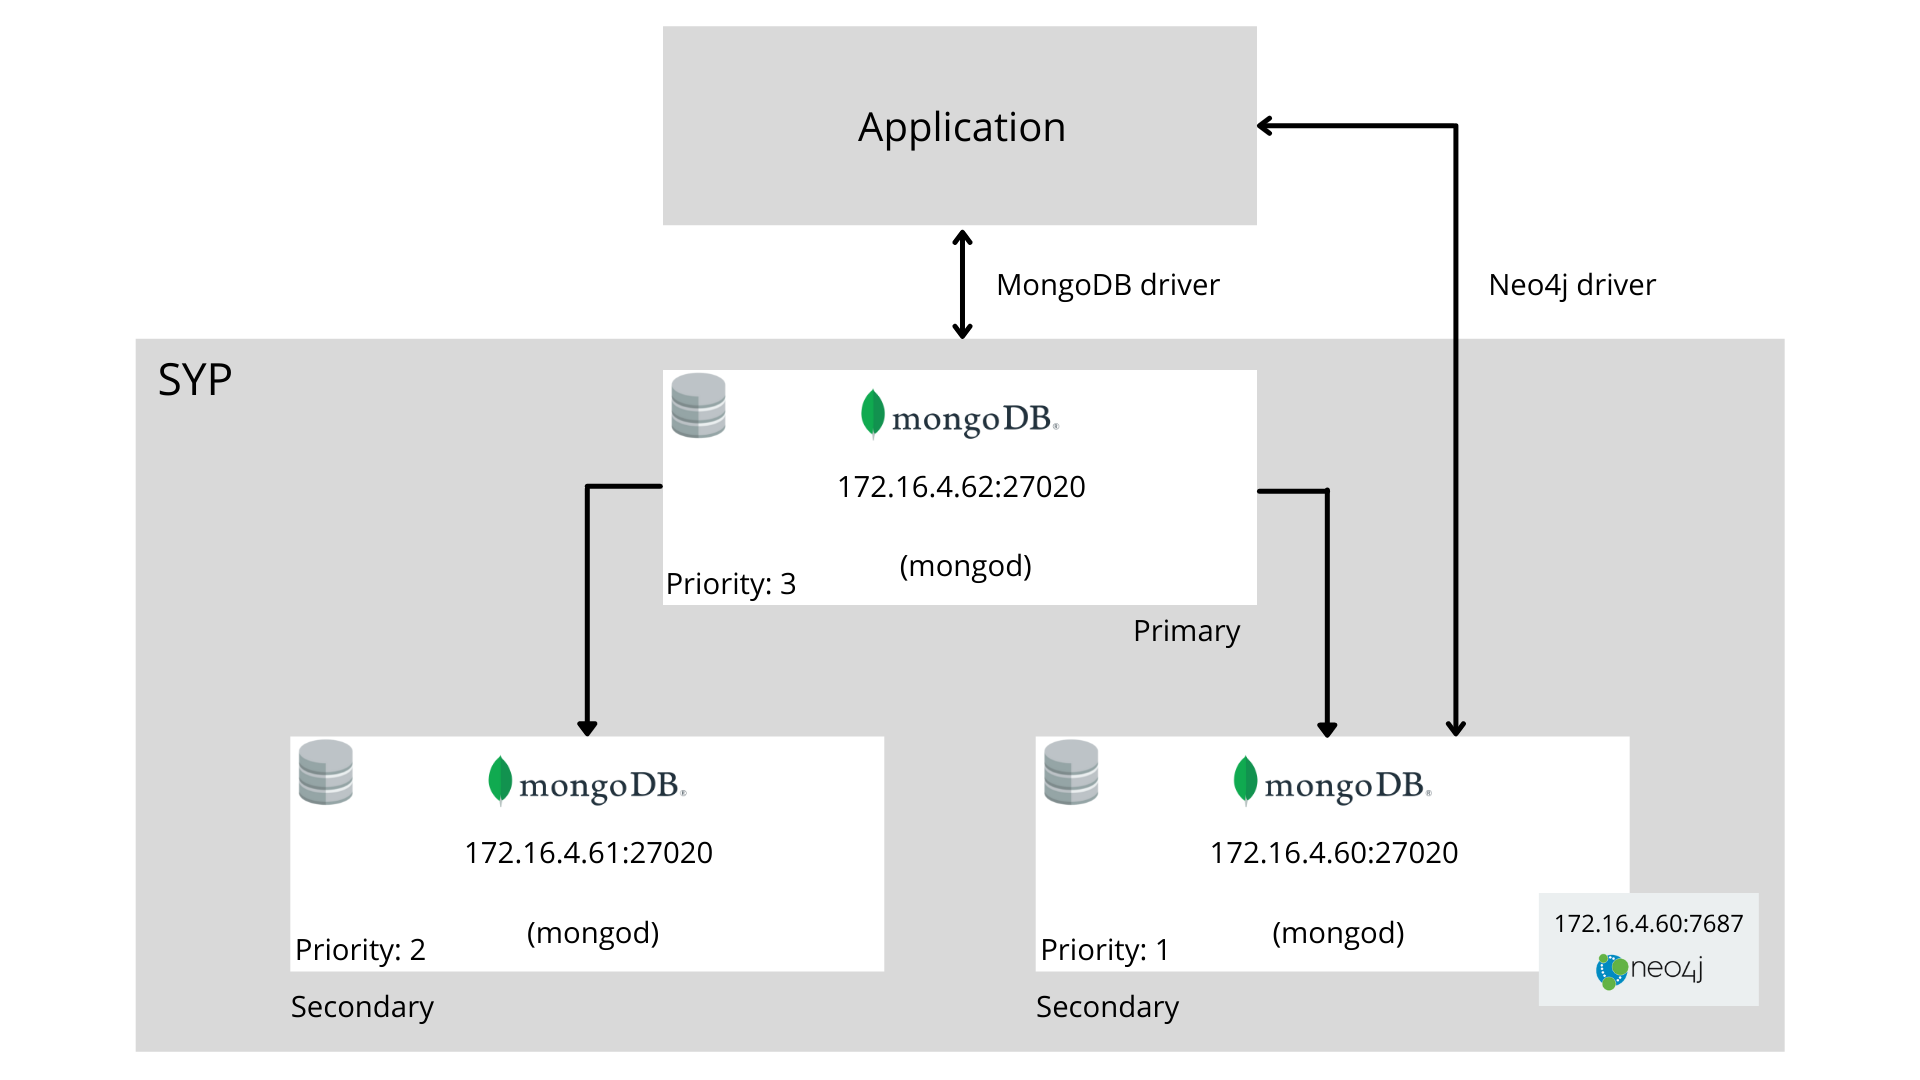 Application
MongoDB driver
Neo4j driver
SYP
mongoDB®
172.16.4.62:27020
(mongod)
Priority: 3
Primary
mongoDB®
172.16.4.61:27020
(mongod)
Priority: 2
Secondary
mongoDB®
172.16.4.60:27020
(mongod)
Priority: 1
Secondary
172.16.4.60:7687
neo4j